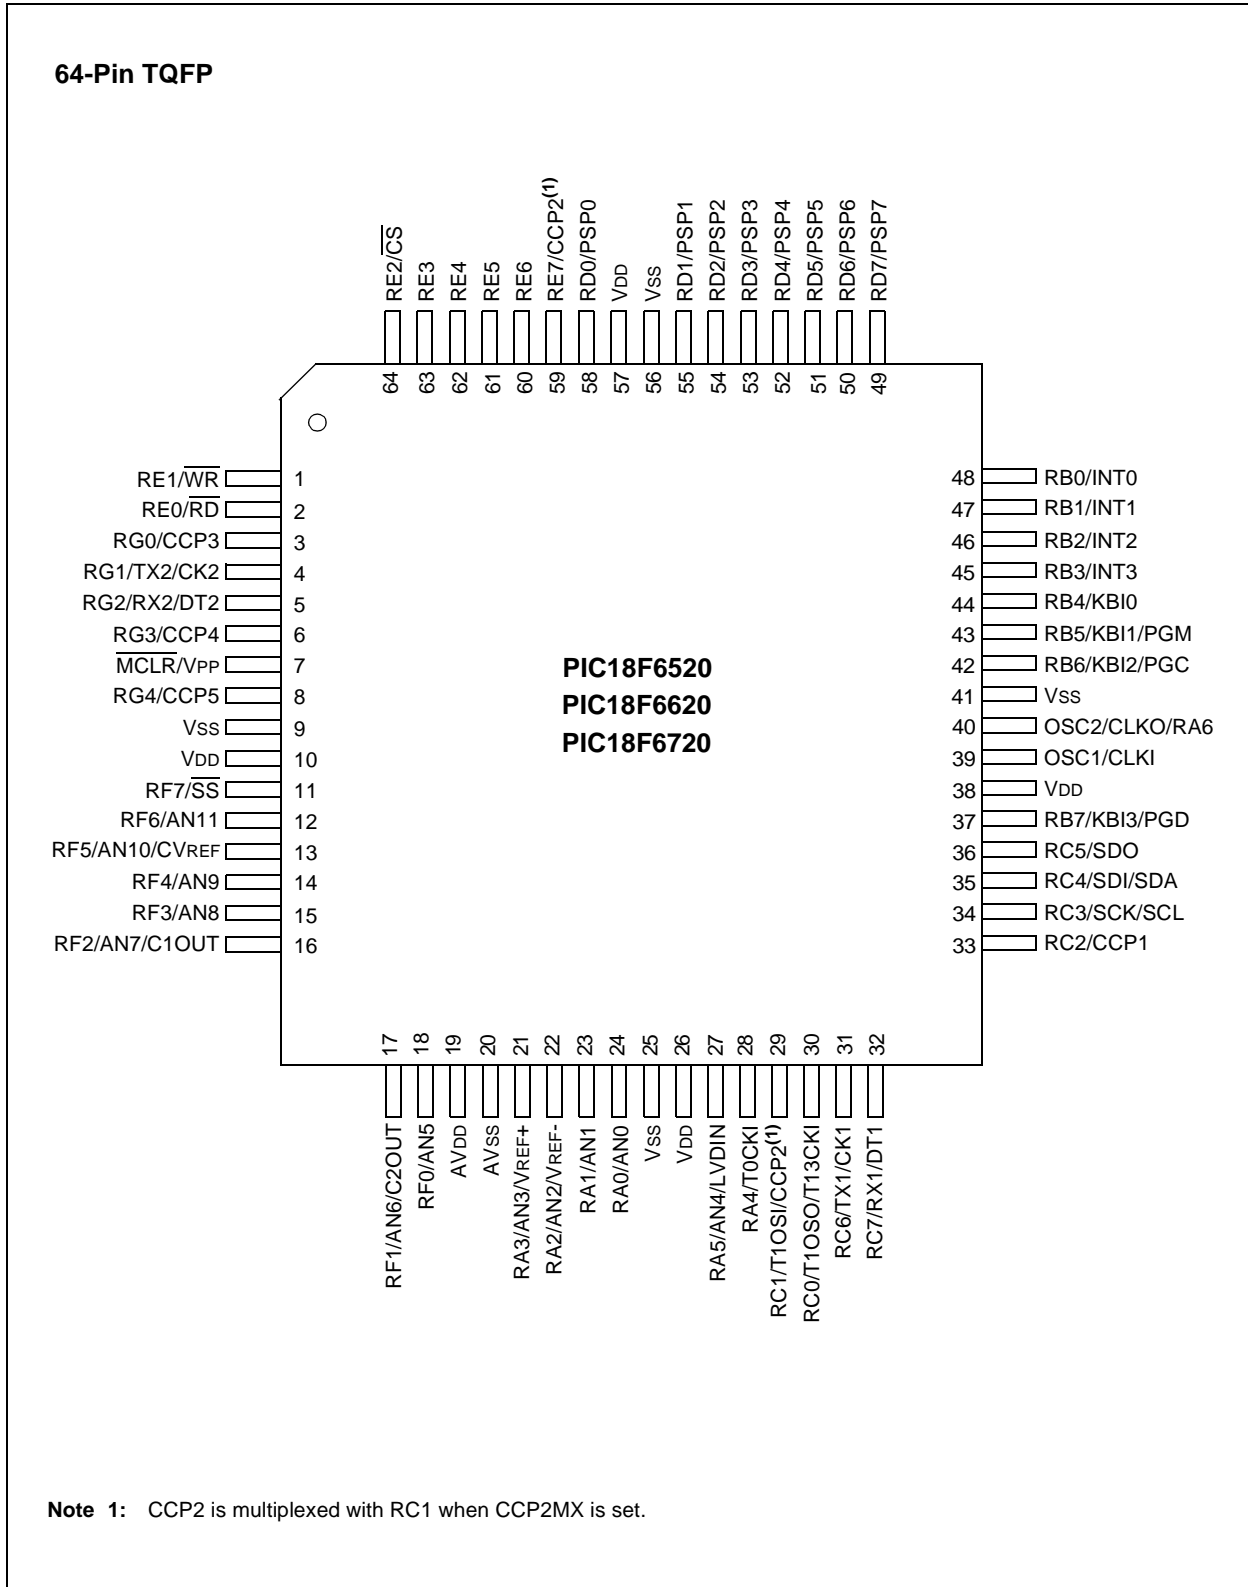 64-Pin TQFP
RE2/CS
RE3
RE4
RE5
RE6
RE7/CCP2(1)
RD0/PSP0
VDD
VSS
RD1/PSP1
RD2/PSP2
RD3/PSP3
RD4/PSP4
RD5/PSP5
RD6/PSP6
RD7/PSP7
64 63 62 61 60 59 58 57 56 55 54 53 52 51 50 49
RE1/WR 1
RE0/RD 2
RG0/CCP3 3
RG1/TX2/CK2 4
RG2/RX2/DT2 5
RG3/CCP4 6
MCLR/VPP 7
RG4/CCP5 8
VSS 9
VDD 10
RF7/SS 11
RF6/AN11 12
RF5/AN10/CVREF 13
RF4/AN9 14
RF3/AN8 15
RF2/AN7/C1OUT 16
PIC18F6520
PIC18F6620
PIC18F6720
48 RB0/INT0
47 RB1/INT1
46 RB2/INT2
45 RB3/INT3
44 RB4/KBI0
43 RB5/KBI1/PGM
42 RB6/KBI2/PGC
41 VSS
40 OSC2/CLKO/RA6
39 OSC1/CLKI
38 VDD
37 RB7/KBI3/PGD
36 RC5/SDO
35 RC4/SDI/SDA
34 RC3/SCK/SCL
33 RC2/CCP1
17 18 19 20 21 22 23 24 25 26 27 28 29 30 31 32
RF1/AN6/C2OUT
RF0/AN5
AVDD
AVSS
RA3/AN3/VREF+
RA2/AN2/VREF-
RA1/AN1
RA0/AN0
VSS
VDD
RA5/AN4/LVDIN
RA4/T0CKI
RC1/T1OSI/CCP2(1)
RC0/T1OSO/T13CKI
RC6/TX1/CK1
RC7/RX1/DT1
Note 1: CCP2 is multiplexed with RC1 when CCP2MX is set.